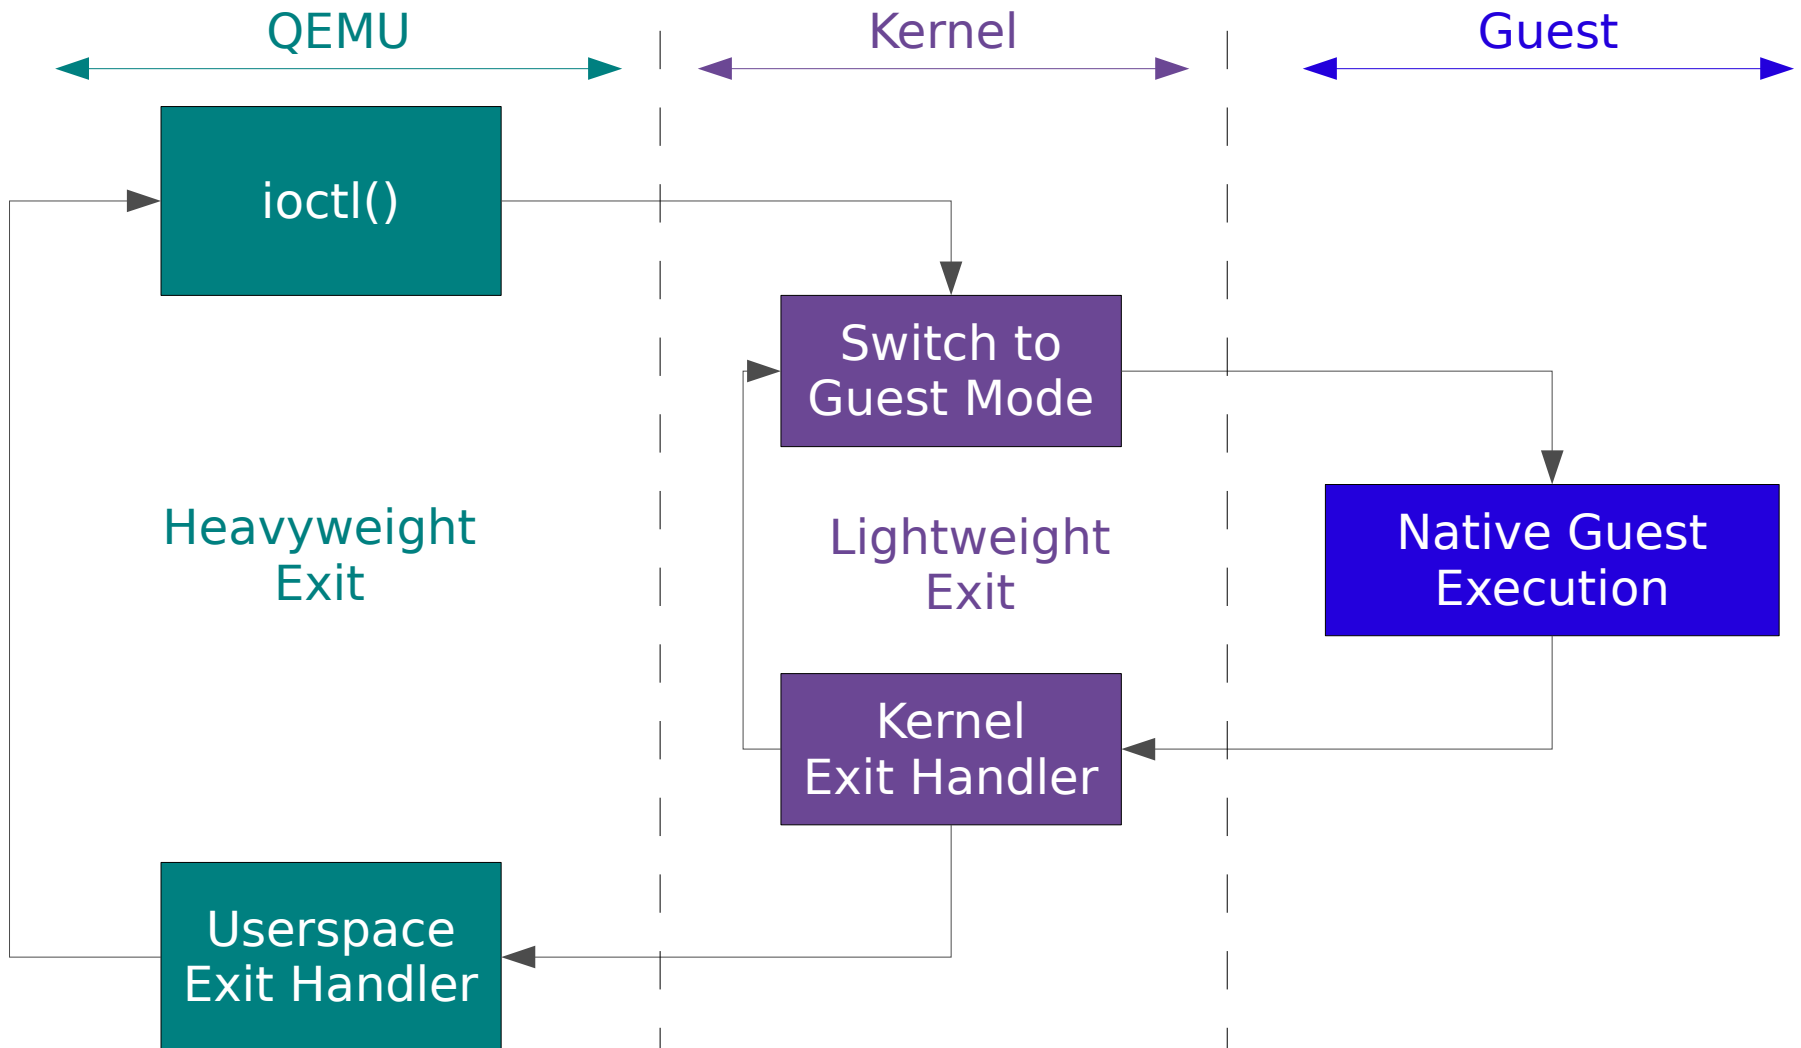 QEMU
Kernel
Guest
ioctl()
Switch to
Guest Mode
Heavyweight
Exit
Lightweight
Exit
Native Guest
Execution
Kernel
Exit Handler
Userspace
Exit Handler